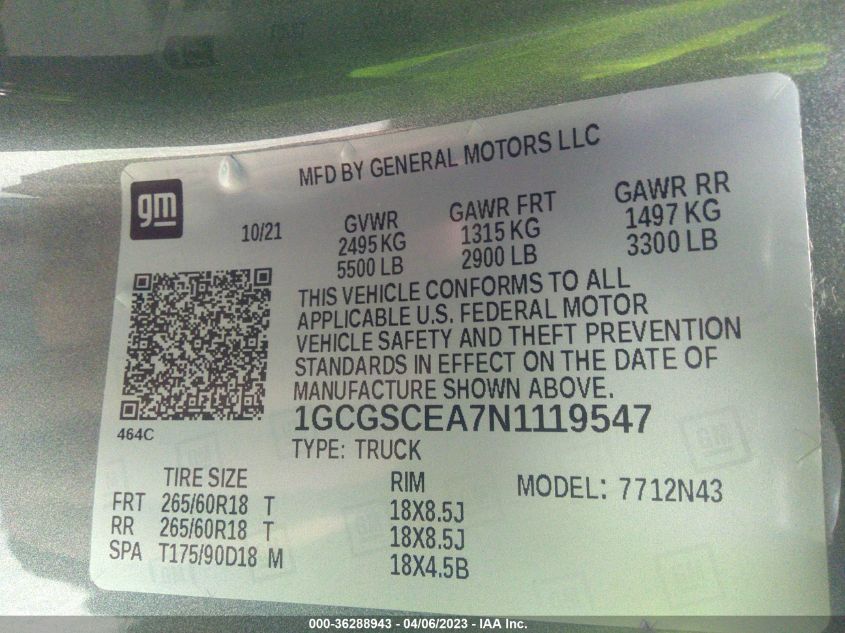 MFD BY GENERAL MOTORS LLC
gm
10/21
GVWR
2495 KG
5500 LB
GAWR FRT
1315 KG
2900 LB
GAWR RR
1497 KG
3300 LB
THIS VEHICLE CONFORMS TO ALL
APPLICABLE U.S. FEDERAL MOTOR
VEHICLE SAFETY AND THEFT PREVENTION
STANDARDS IN EFFECT ON THE DATE OF
MANUFACTURE SHOWN ABOVE.
1GCGSCEA7N1119547
464C
TYPE: TRUCK
TIRE SIZE RIM MODEL: 7712N43
FRT 265/60R18 T 18X8.5J
RR 265/60R18 T 18X8.5J
SPA T175/90D18 M 18X4.5B
000-36288943 - 04/06/2023 - IAA Inc.